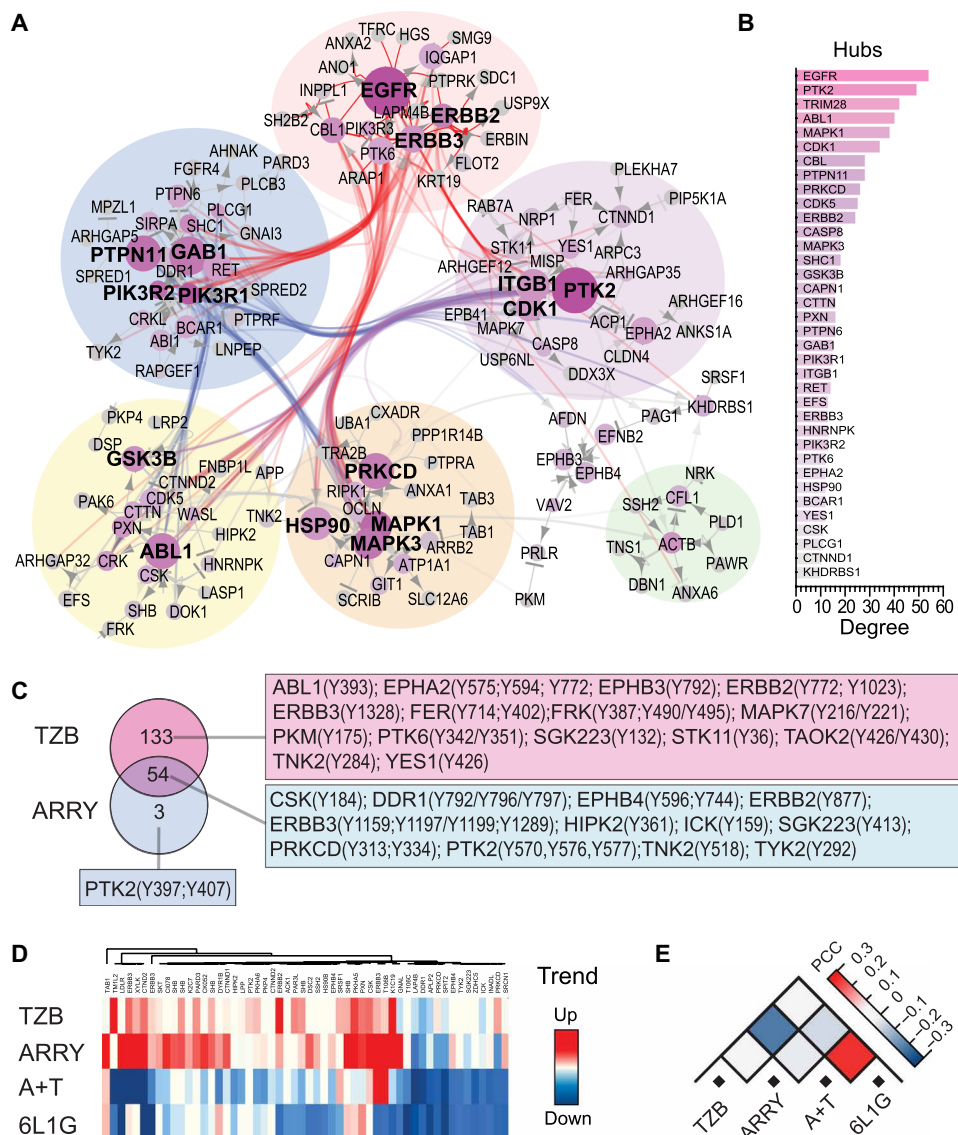 A
TFRC
HGS
SMG9
ANXA2
IQGAP1
ANO1
PTPRK
SDC1
INPPL1
EGFR
USP9X
LAPM4B
ERBB2
SH2B2
CBL1
PIK3R3
ERBB3
ERBIN
PTK6
FLOT2
ARAP1
KRT19
AHNAK
PARD3
FGFR4
PLCB3
PTPN6
MPZL1
PLCG1
SIRPA
SHC1
GNAI3
ARHGAP5
PTPN11
GAB1
DDR1
RET
SPRED1
PIK3R2
PIK3R1
SPRED2
CRKL
PTPRF
BCAR1
ABI1
LNPEP
TYK2
RAPGEF1
PLEKHA7
FER
PIP5K1A
RAB7A
NRP1
CTNND1
STK11
YES1
ARPC3
MISP
ARHGEF12
ARHGAP35
ITGB1
PTK2
CDK1
ARHGEF16
EPB41
ACP1
EPHA2
ANKS1A
MAPK7
CASP8
USP6NL
CLDN4
DDX3X
SRSF1
KHDRBS1
PAG1
AFDN
EFNB2
EPHB3
EPHB4
VAV2
PRLR
PKM
PKP4
LRP2
DSP
GSK3B
FNBP1L
APP
CTNND2
PAK6
CDK5
CTTN
WASL
TNK2
PXN
HIPK2
ABL1
ARHGAP32
CRK
HNRNPK
CSK
LASP1
EFS
SHB
DOK1
FRK
CXADR
UBA1
PPP1R14B
TRA2B
PRKCD
PTPRA
RIPK1
ANXA1
TAB3
OCLN
HSP90
MAPK1
TAB1
MAPK3
ARRB2
CAPN1
ATP1A1
GIT1
SCRIB
SLC12A6
NRK
SSH2
CFL1
PLD1
TNS1
ACTB
PAWR
DBN1
ANXA6
B
Hubs
EGFR
PTK2
TRIM28
ABL1
MAPK1
CDK1
CBL
PTPN11
PRKCD
CDK5
ERBB2
CASP8
MAPK3
SHC1
GSK3B
CAPN1
CTTN
PXN
PTPN6
GAB1
PIK3R1
ITGB1
RET
EFS
ERBB3
HNRNPK
PIK3R2
PTK6
EPHA2
HSP90
BCAR1
YES1
CSK
PLCG1
CTNND1
KHDRBS1
0 10 20 30 40 50 60
Degree
C
TZB
133
54
ARRY
3
PTK2(Y397;Y407)
ABL1(Y393); EPHA2(Y575;Y594; Y772; EPHB3(Y792); ERBB2(Y772; Y1023);
ERBB3(Y1328); FER(Y714;Y402);FRK(Y387;Y490/Y495); MAPK7(Y216/Y221);
PKM(Y175); PTK6(Y342/Y351); SGK223(Y132); STK11(Y36); TAOK2(Y426/Y430);
TNK2(Y284); YES1(Y426)
CSK(Y184); DDR1(Y792/Y796/Y797); EPHB4(Y596;Y744); ERBB2(Y877);
ERBB3(Y1159;Y1197/Y1199;Y1289); HIPK2(Y361); ICK(Y159); SGK223(Y413);
PRKCD(Y313;Y334); PTK2(Y570,Y576,Y577);TNK2(Y518); TYK2(Y292)
D
TZB
ARRY
A+T
6L1G
Trend
Up
Down
E
PCC
0.3
0.2
0.1
0.0
-0.1
-0.2
-0.3
TZB
ARRY
A+T
6L1G